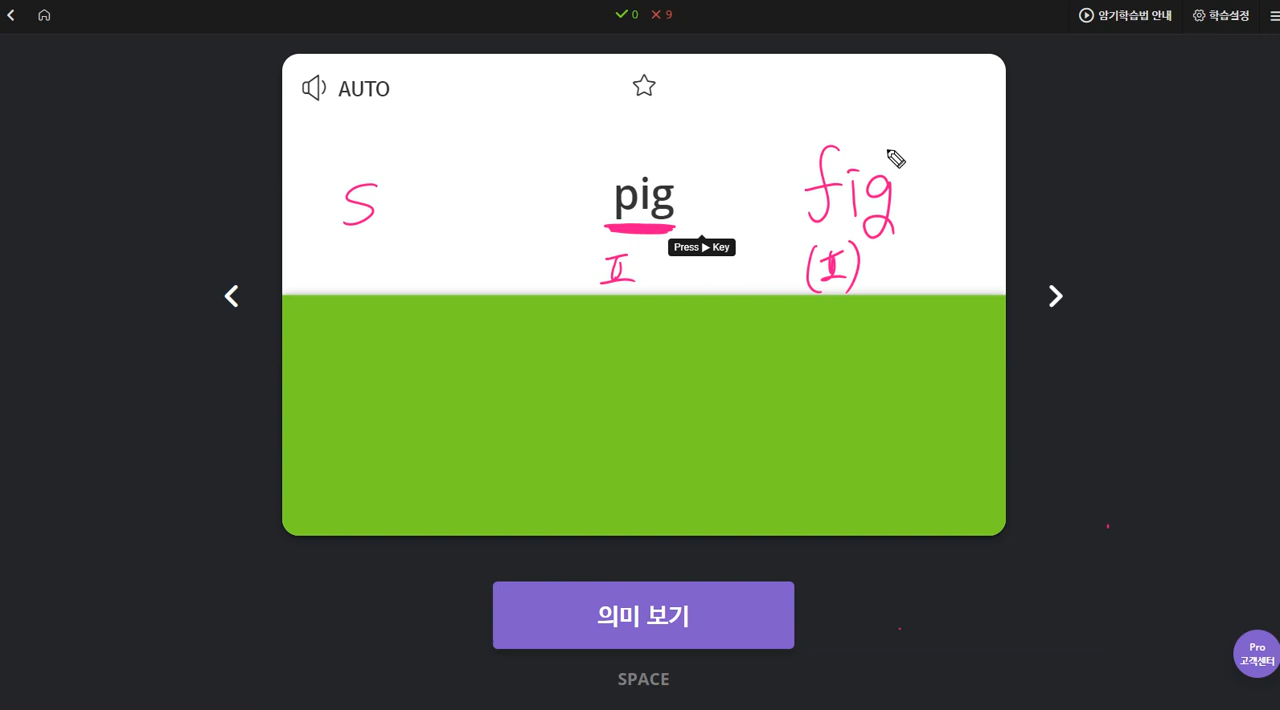 0 9 암기학습법 안내 학습설정
AUTO
S pig fig
Press ▶ Key
의미 보기
SPACE
Pro
고객센터